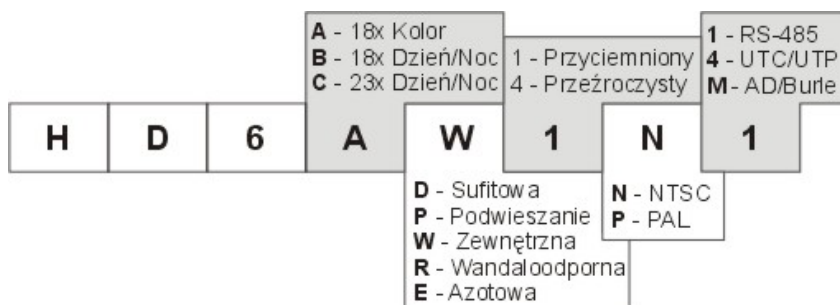 A - 18x Kolor
B - 18x Dzień/Noc
C - 23x Dzień/Noc
1 - Przyciemniony
4 - Przeźroczysty
1 - RS-485
4 - UTC/UTP
M - AD/Burle
H D 6 A W 1 N 1
D - Sufitowa
P - Podwieszanie
W - Zewnętrzna
R - Wandaloodporna
E - Azotowa
N - NTSC
P - PAL